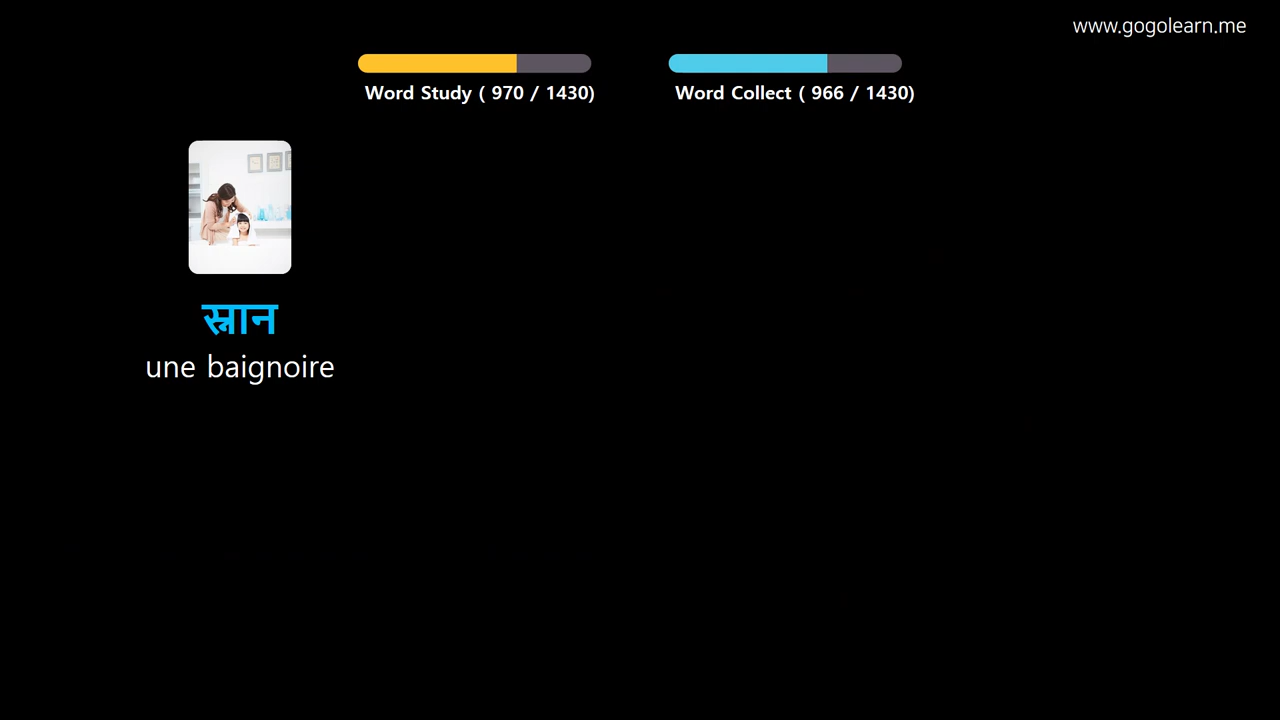 www.gogolearn.me
Word Study ( 970 / 1430)
Word Collect ( 966 / 1430)
स्नान
une baignoire